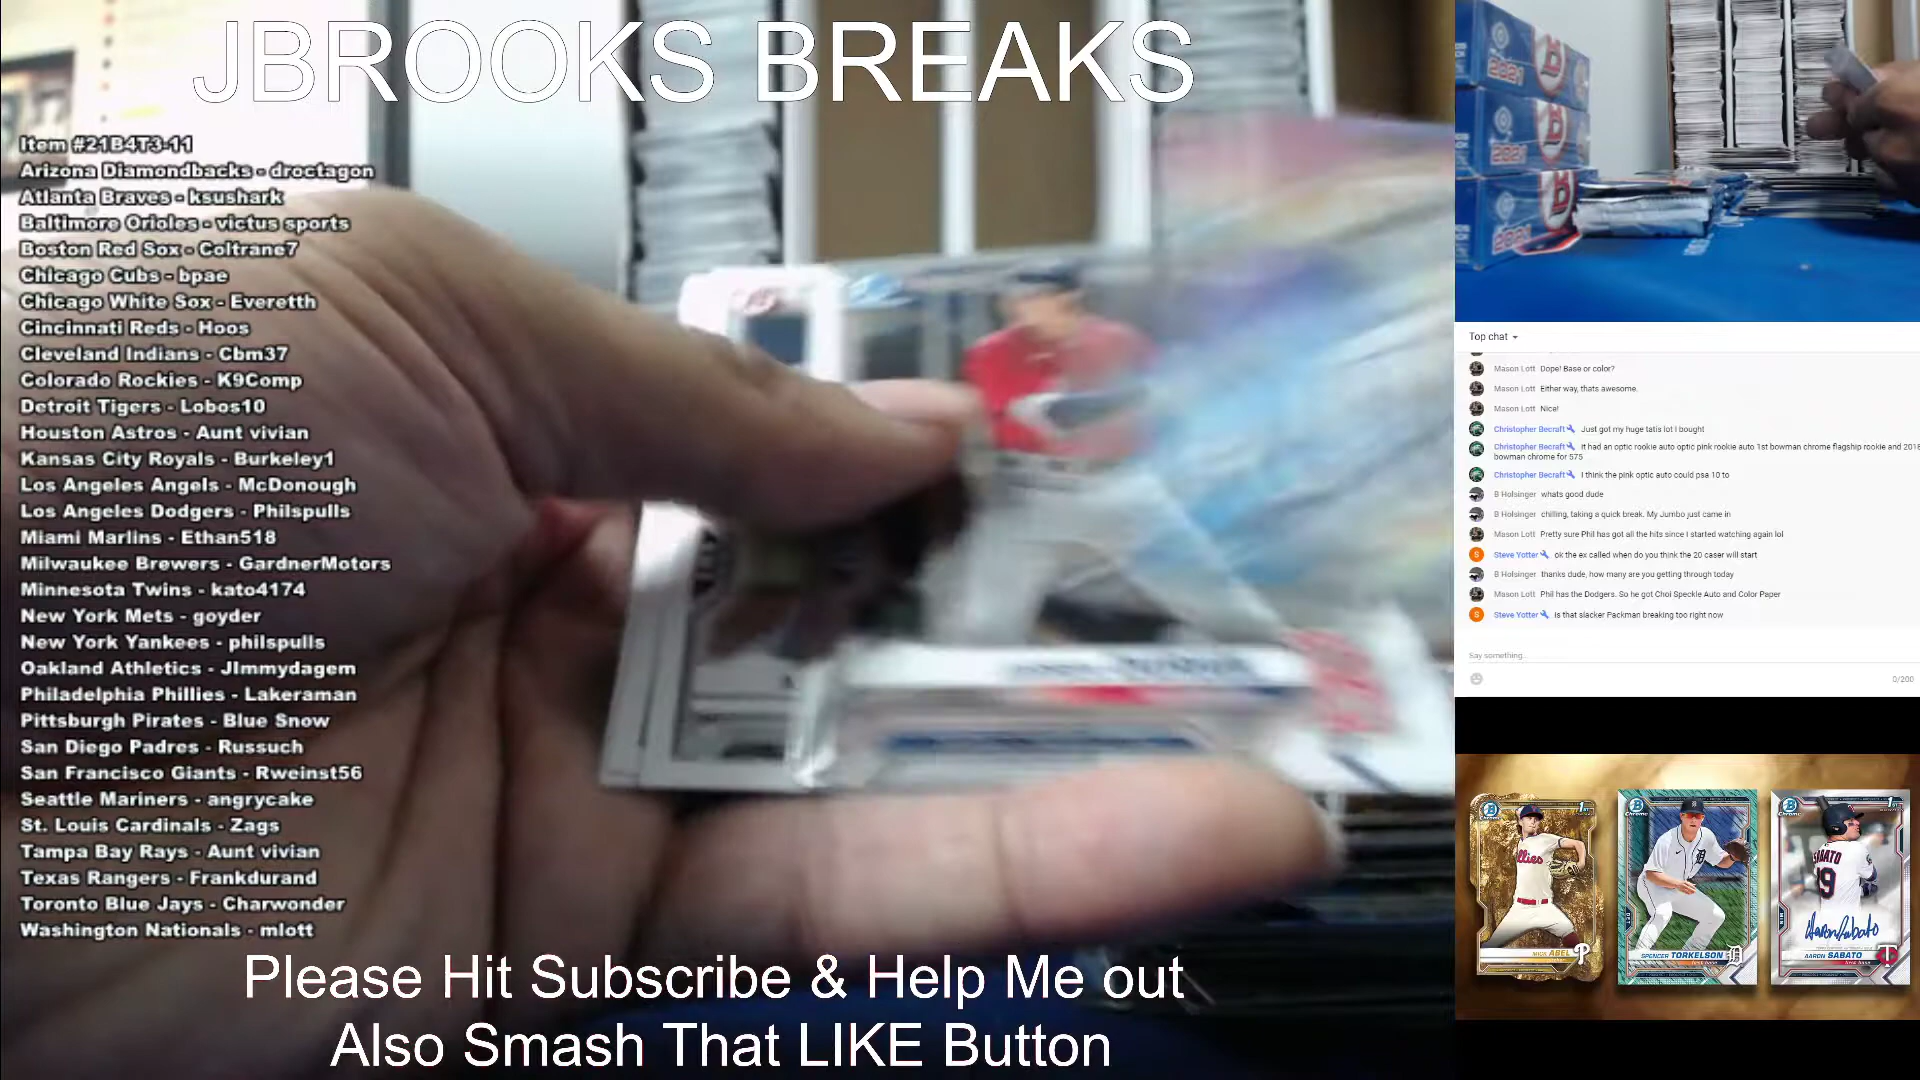 JBROOKS BREAKS
Item #21B4T3-11
Arizona Diamondbacks - droctagon
Atlanta Braves - ksushark
Baltimore Orioles - victus sports
Boston Red Sox - Coltrane7
Chicago Cubs - bpae
Chicago White Sox - Everetth
Cincinnati Reds - Hoos
Cleveland Indians - Cbm37
Colorado Rockies - K9Comp
Detroit Tigers - Lobos10
Houston Astros - Aunt vivian
Kansas City Royals - Burkeley1
Los Angeles Angels - McDonough
Los Angeles Dodgers - Philspulls
Miami Marlins - Ethan518
Milwaukee Brewers - GardnerMotors
Minnesota Twins - kato4174
New York Mets - goyder
New York Yankees - philspulls
Oakland Athletics - JImmydagem
Philadelphia Phillies - Lakeraman
Pittsburgh Pirates - Blue Snow
San Diego Padres - Russuch
San Francisco Giants - Rweinst56
Seattle Mariners - angrycake
St. Louis Cardinals - Zags
Tampa Bay Rays - Aunt vivian
Texas Rangers - Frankdurand
Toronto Blue Jays - Charwonder
Washington Nationals - mlott
Please Hit Subscribe & Help Me out
Also Smash That LIKE Button
2021
2021
2021
Top chat
Mason Lott Dope! Base or color?
Mason Lott Either way, thats awesome.
Mason Lott Nice!
Christopher Becraft Just got my huge tatis lot I bought
Christopher Becraft It had an optic rookie auto optic pink rookie auto 1st bowman chrome flagship rookie and 2018
bowman chrome for 575
Christopher Becraft I think the pink optic auto could psa 10 to
B Holsinger whats good dude
B Holsinger chilling, taking a quick break. My Jumbo just came in
Mason Lott Pretty sure Phil has got all the hits since I started watching again lol
Steve Yotter ok the ex called when do you think the 20 caser will start
B Holsinger thanks dude, how many are you getting through today
Mason Lott Phil has the Dodgers. So he got Choi Speckle Auto and Color Paper
Steve Yotter Is that slacker Packman breaking too right now
Say something...
0/200
Chrome
1st
MICK ABEL
Chrome
SPENCER TORKELSON
Chrome
1st
SABATO
19
Aaron Sabato
AARON SABATO